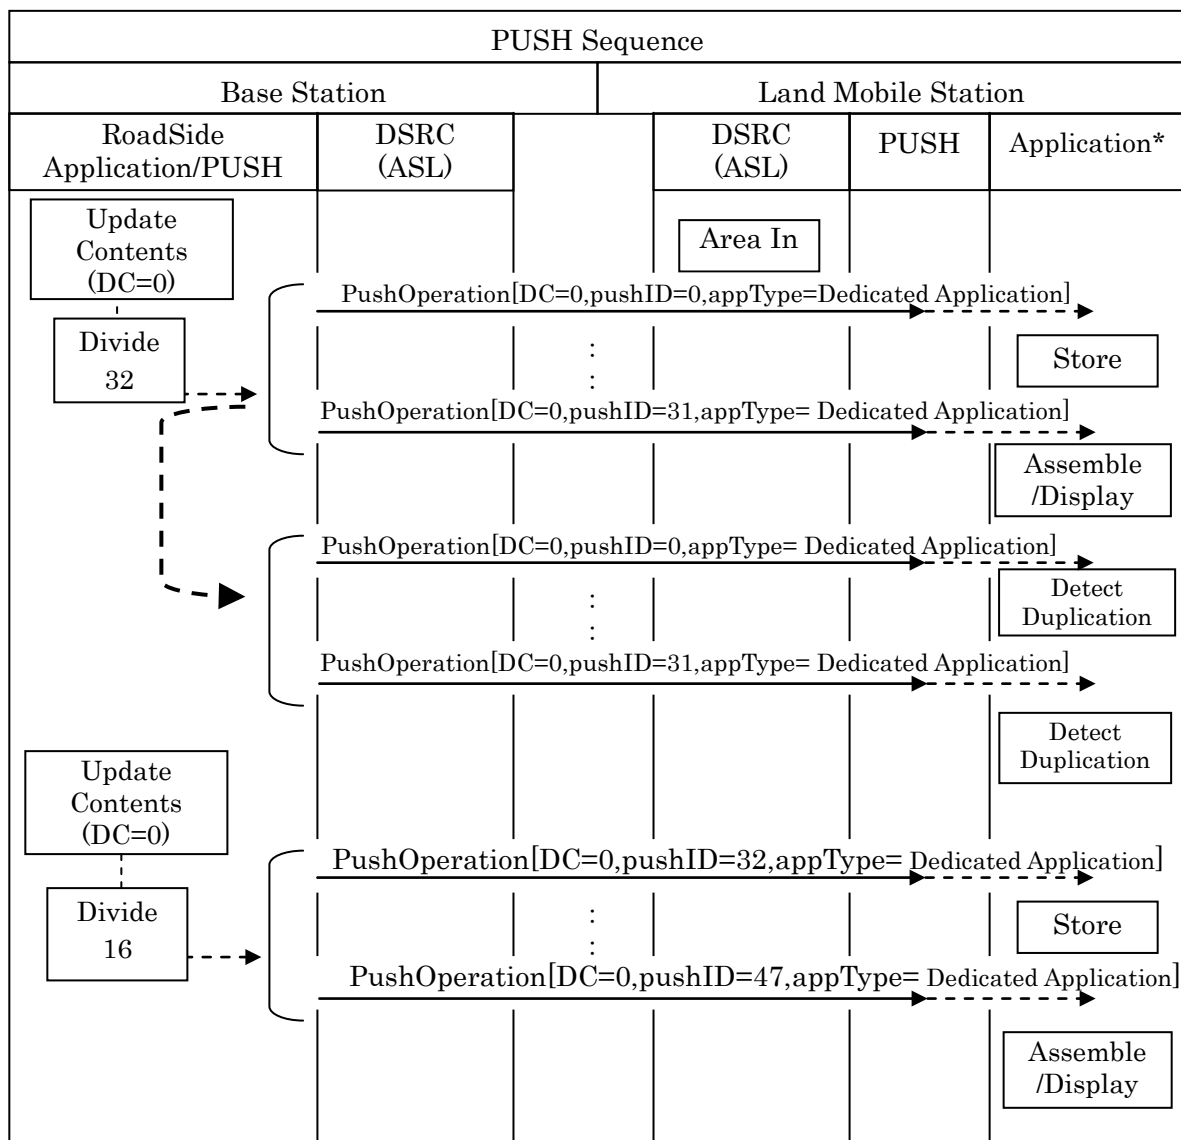 PUSH Sequence
Base Station
Land Mobile Station
RoadSide
Application/PUSH
DSRC
(ASL)
DSRC
(ASL)
PUSH
Application*
Update
Contents
(DC=0)
Area In
PushOperation[DC=0,pushID=0,appType=Dedicated Application]
Divide
32
Store
PushOperation[DC=0,pushID=31,appType= Dedicated Application]
Assemble
/Display
PushOperation[DC=0,pushID=0,appType= Dedicated Application]
Detect
Duplication
PushOperation[DC=0,pushID=31,appType= Dedicated Application]
Detect
Duplication
Update
Contents
(DC=0)
PushOperation[DC=0,pushID=32,appType= Dedicated Application]
Divide
16
Store
PushOperation[DC=0,pushID=47,appType= Dedicated Application]
Assemble
/Display